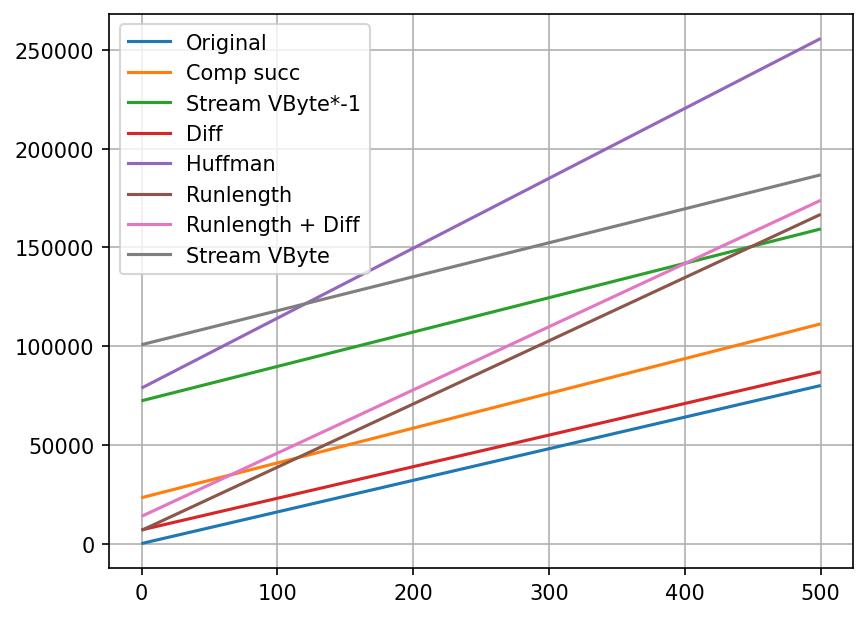 250000
200000
150000
100000
50000
0
Original
Comp succ
Stream VByte*-1
Diff
Huffman
Runlength
Runlength + Diff
Stream VByte
0 100 200 300 400 500